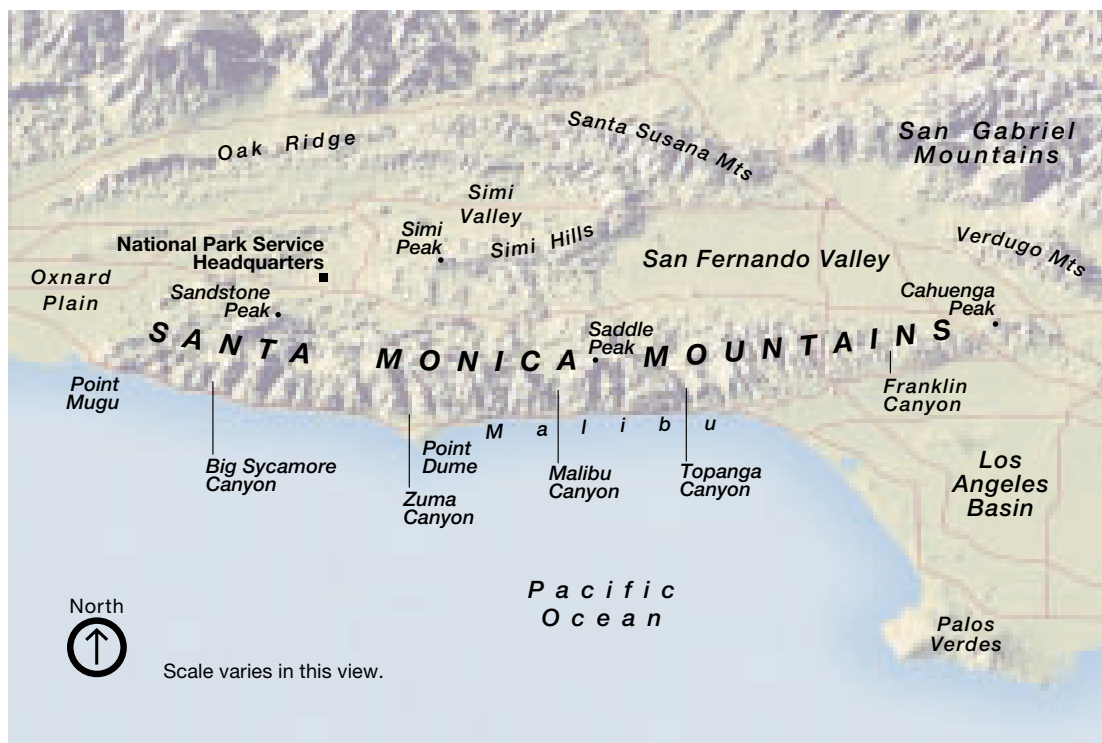 Oak Ridge
Santa Susana Mts
San Gabriel
Mountains
Simi
Valley
Simi
Peak
Simi Hills
National Park Service
Headquarters
San Fernando Valley
Verdugo Mts
Oxnard
Plain
Sandstone
Peak
Cahuenga
Peak
SANTA MONICA MOUNTAINS
Saddle
Peak
Point
Mugu
Franklin
Canyon
Malibu
Point
Dume
Big Sycamore
Canyon
Zuma
Canyon
Malibu
Canyon
Topanga
Canyon
Los
Angeles
Basin
Pacific
Ocean
Palos
Verdes
North
Scale varies in this view.